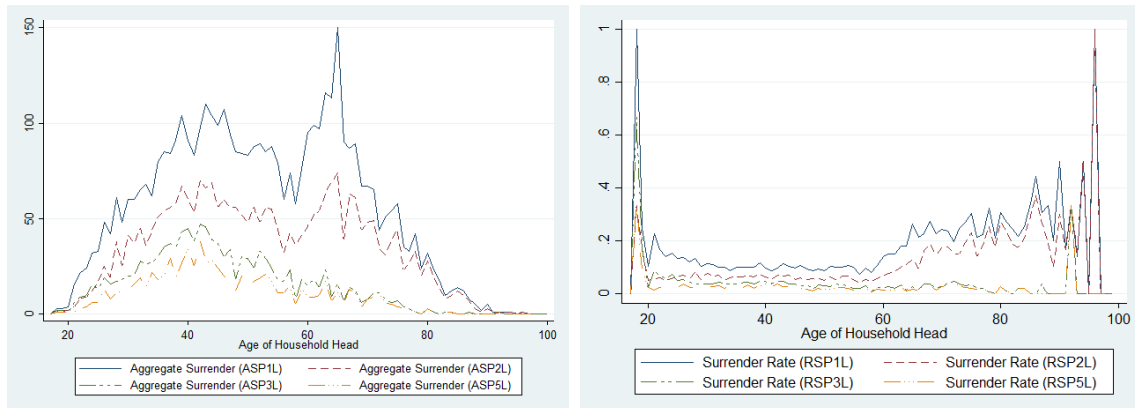 150
100
50
0
20 40 60 80 100
Age of Household Head
Aggregate Surrender (ASP1L) Aggregate Surrender (ASP2L)
Aggregate Surrender (ASP3L) Aggregate Surrender (ASP5L)
1
.8
.6
.4
.2
0
20 40 60 80 100
Age of Household Head
Surrender Rate (RSP1L) Surrender Rate (RSP2L)
Surrender Rate (RSP3L) Surrender Rate (RSP5L)